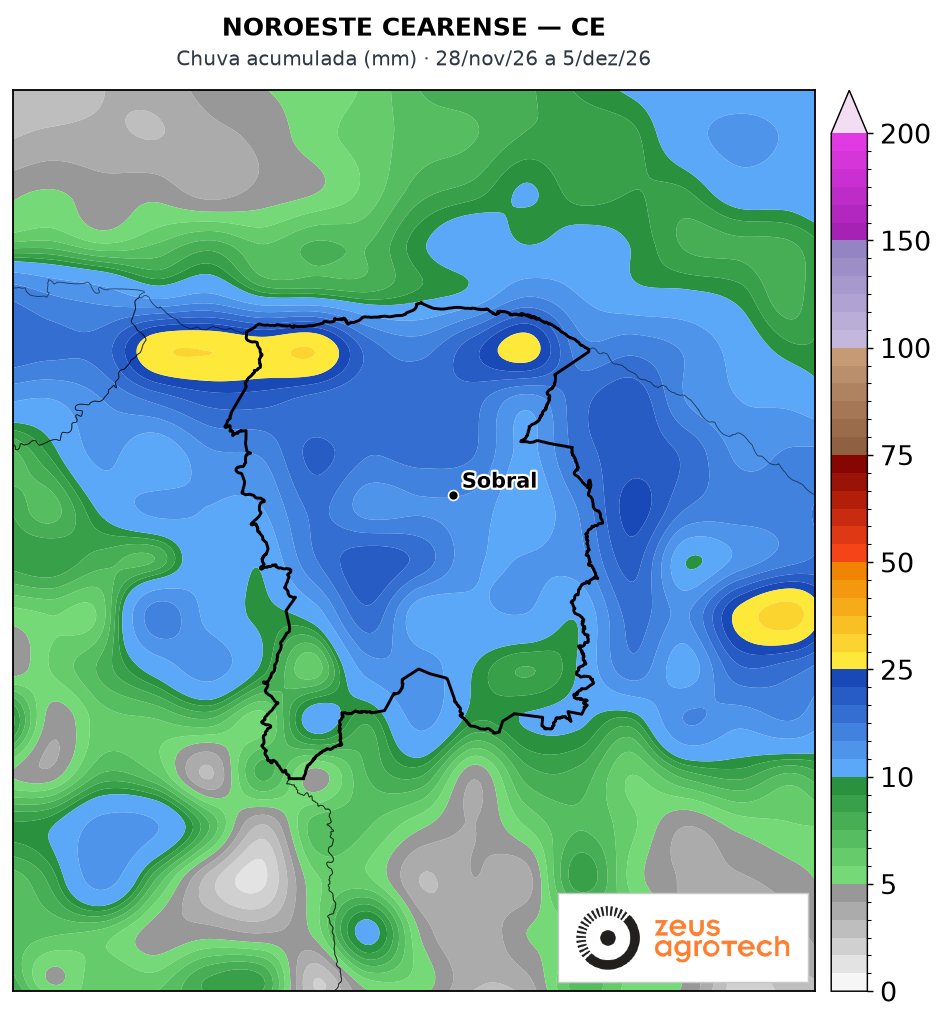 NOROESTE CEARENSE — CE
Chuva acumulada (mm) · 28/nov/26 a 5/dez/26
200
150
100
75
50
25
10
5
0
Sobral
zeus
agrotech